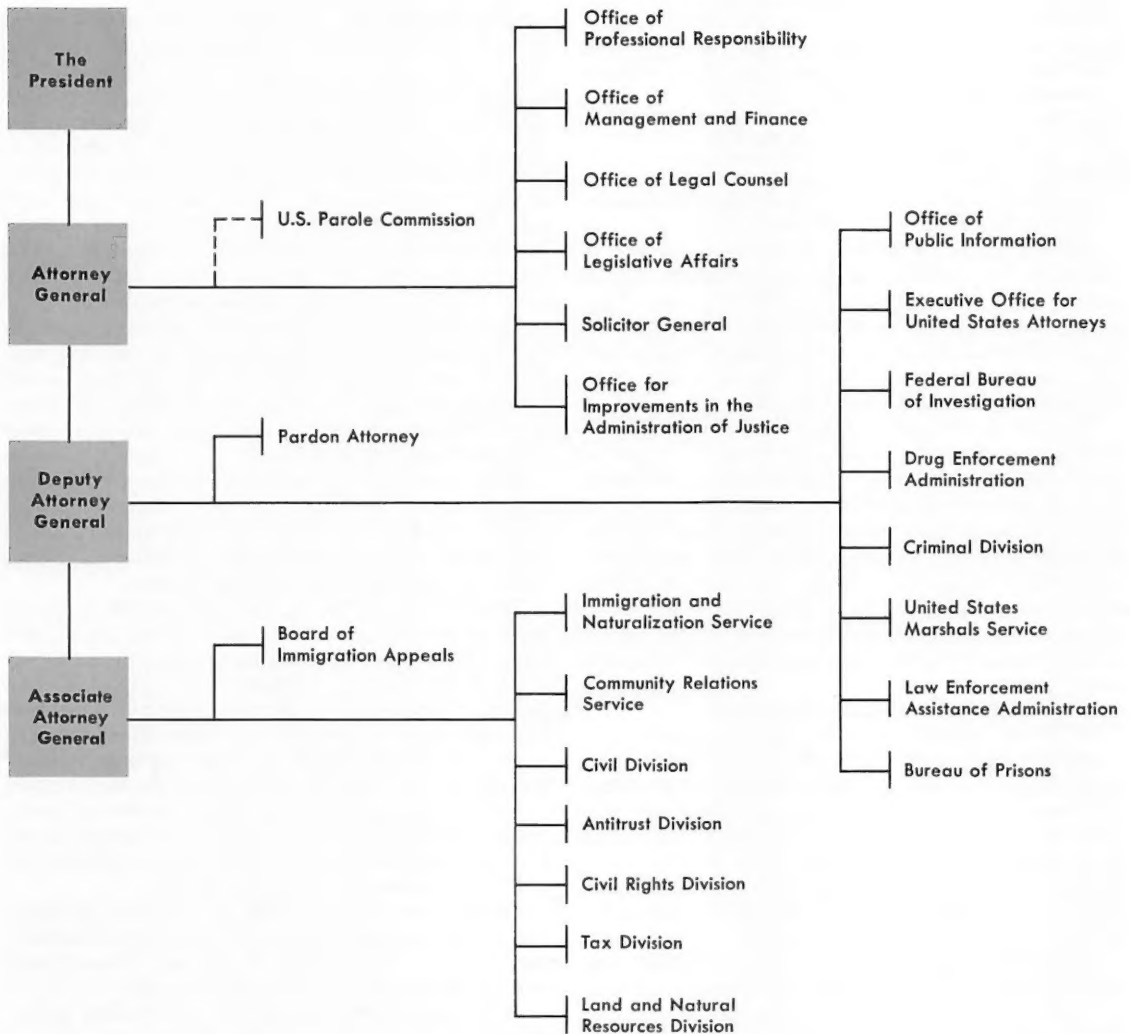 The
President
Attorney
General
U.S. Parole Commission
Office of
Professional Responsibility
Office of
Management and Finance
Office of Legal Counsel
Office of
Legislative Affairs
Solicitor General
Office for
Improvements in the
Administration of Justice
Deputy
Attorney
General
Pardon Attorney
Office of
Public Information
Executive Office for
United States Attorneys
Federal Bureau
of Investigation
Drug Enforcement
Administration
Criminal Division
United States
Marshals Service
Law Enforcement
Assistance Administration
Bureau of Prisons
Associate
Attorney
General
Board of
Immigration Appeals
Immigration and
Naturalization Service
Community Relations
Service
Civil Division
Antitrust Division
Civil Rights Division
Tax Division
Land and Natural
Resources Division